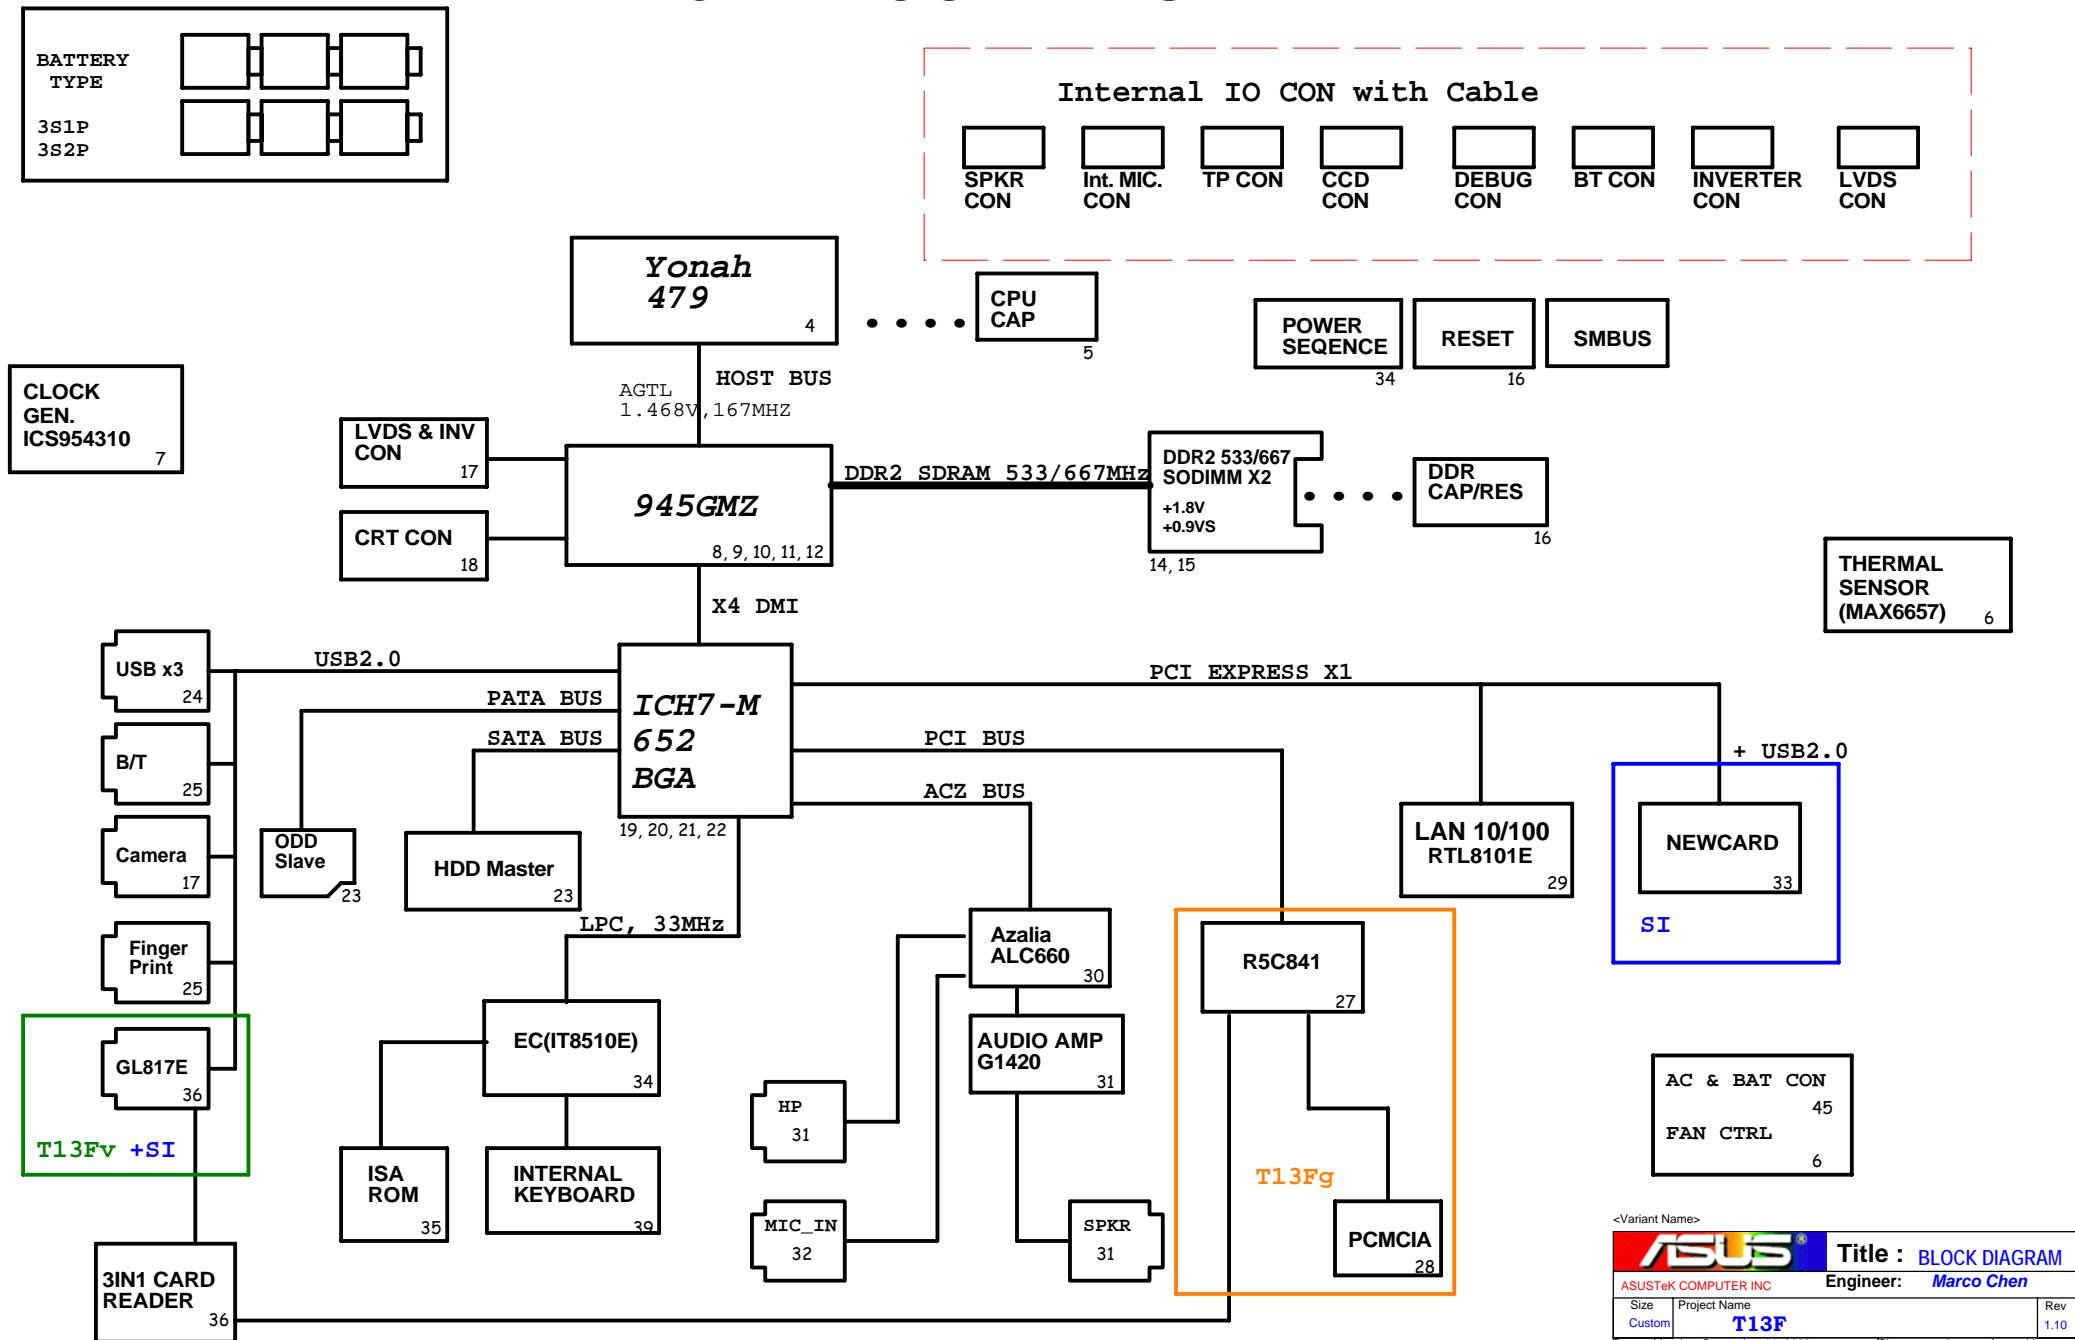 BATTERY
TYPE
3S1P
3S2P
Internal IO CON with Cable
SPKR
CON
Int. MIC.
CON
TP CON
CCD
CON
DEBUG
CON
BT CON
INVERTER
CON
LVDS
CON
Yonah
479
4
CPU
CAP
5
POWER
SEQENCE
34
RESET
16
SMBUS
CLOCK
GEN.
ICS954310
7
HOST BUS
AGTL
1.468V,167MHZ
LVDS & INV
CON
17
CRT CON
18
945GMZ
8, 9, 10, 11, 12
DDR2 SDRAM 533/667MHz
DDR2 533/667
SODIMM X2
+1.8V
+0.9VS
14, 15
DDR
CAP/RES
16
THERMAL
SENSOR
(MAX6657)
6
X4 DMI
USB x3
24
B/T
25
Camera
17
Finger
Print
25
GL817E
36
T13Fv +SI
3IN1 CARD
READER
36
USB2.0
PATA BUS
SATA BUS
ICH7-M
652
BGA
19, 20, 21, 22
ODD
Slave
23
HDD Master
23
LPC, 33MHz
EC(IT8510E)
34
ISA
ROM
35
INTERNAL
KEYBOARD
39
PCI EXPRESS X1
PCI BUS
ACZ BUS
Azalia
ALC660
30
AUDIO AMP
G1420
31
HP
31
MIC_IN
32
SPKR
31
R5C841
27
T13Fg
PCMCIA
28
LAN 10/100
RTL8101E
29
+ USB2.0
NEWCARD
33
SI
AC & BAT CON
45
FAN CTRL
6
<Variant Name>
ASUS®
Title : BLOCK DIAGRAM
ASUSTeK COMPUTER INC
Engineer: Marco Chen
Size
Custom
Project Name
T13F
Rev
1.10